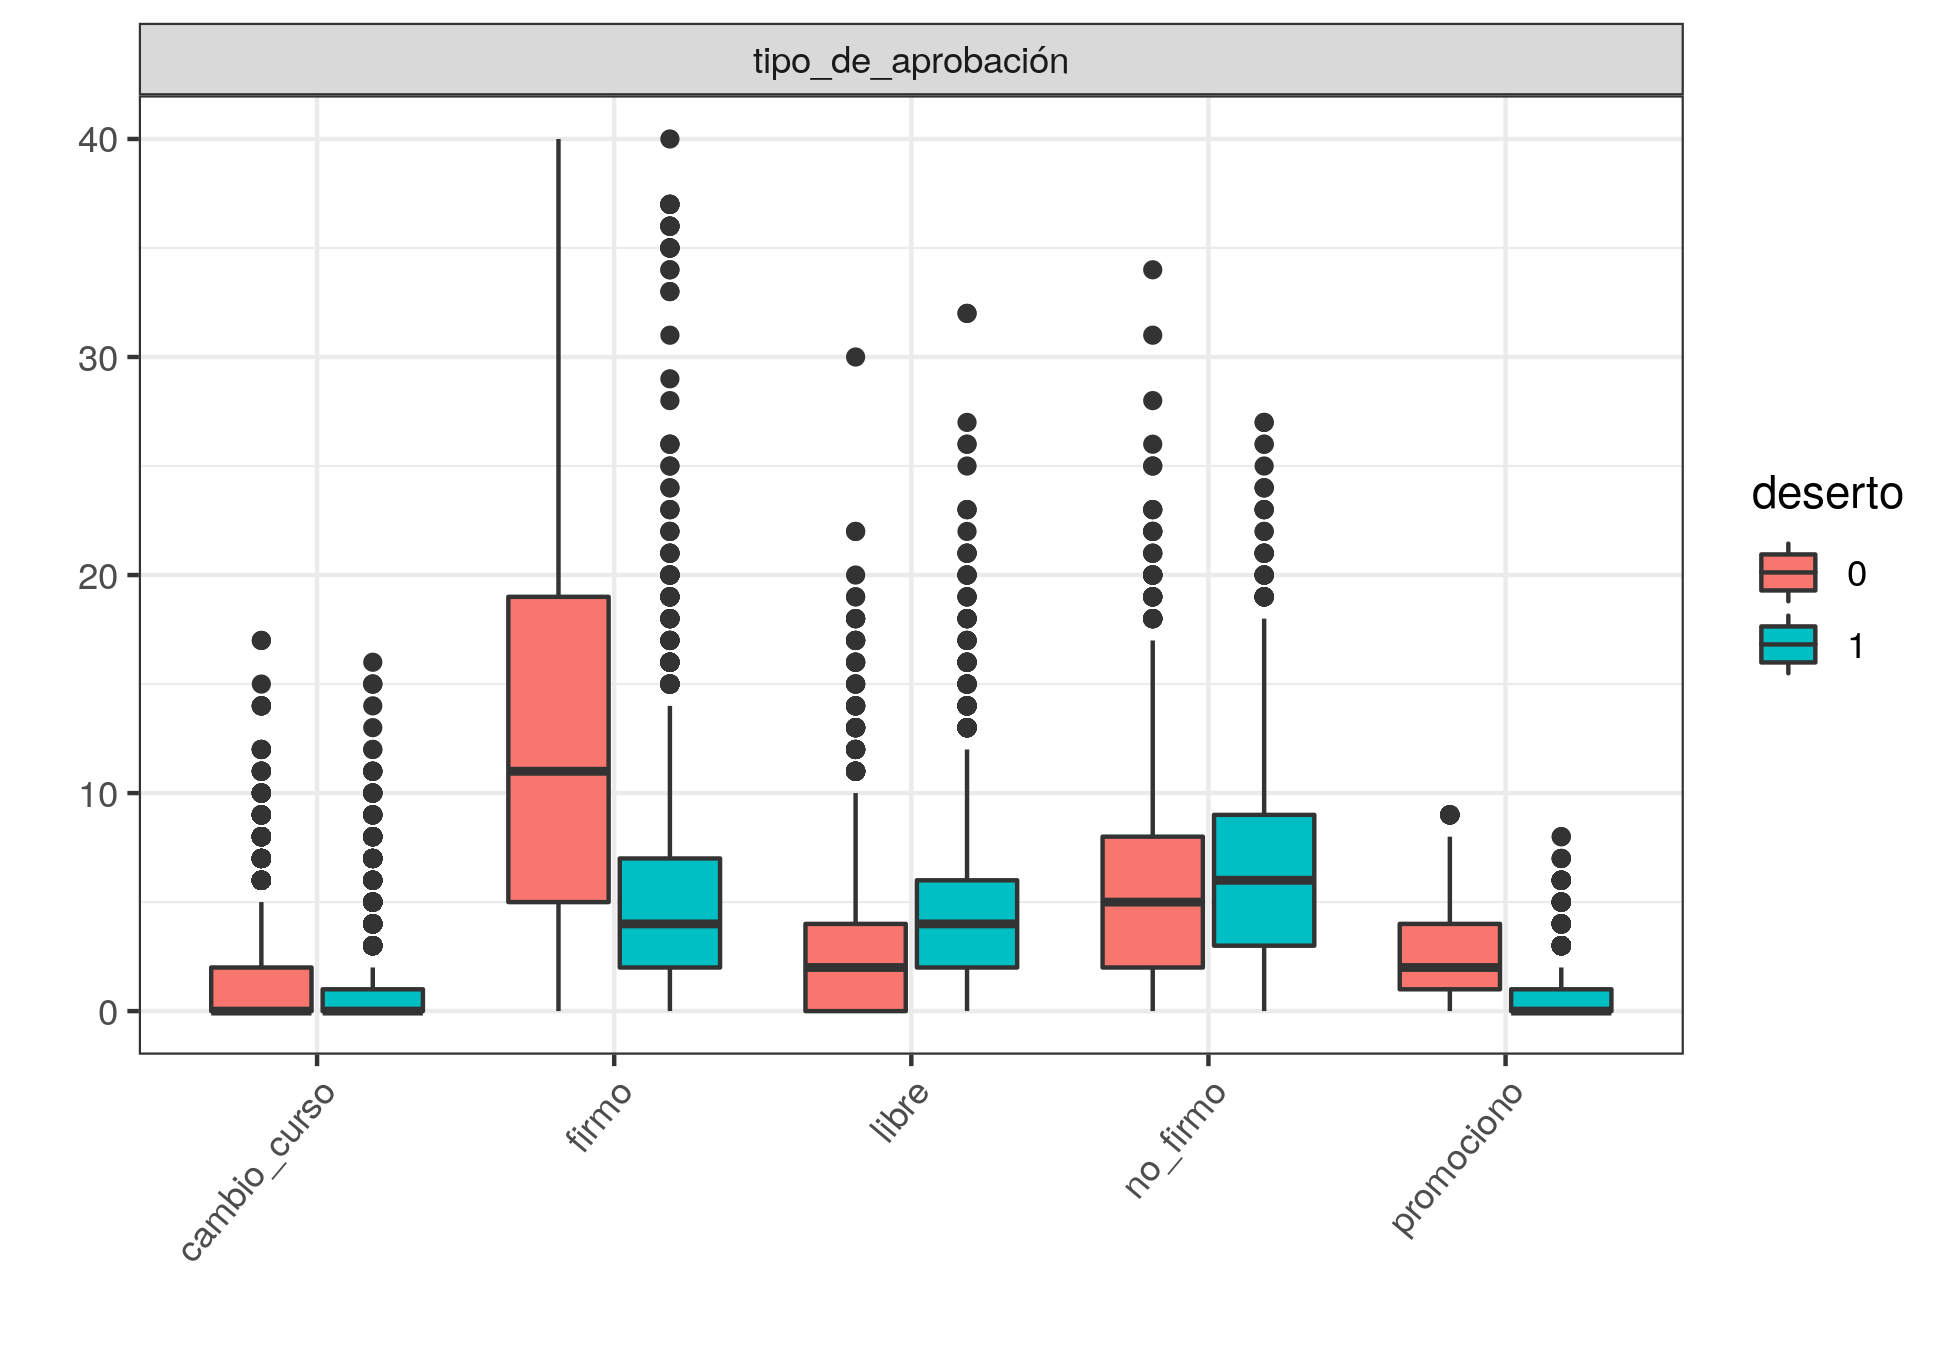 tipo_de_aprobación
40
30
20
10
0
cambio_curso
firmo
libre
no_firmo
promociono
deserto
0
1